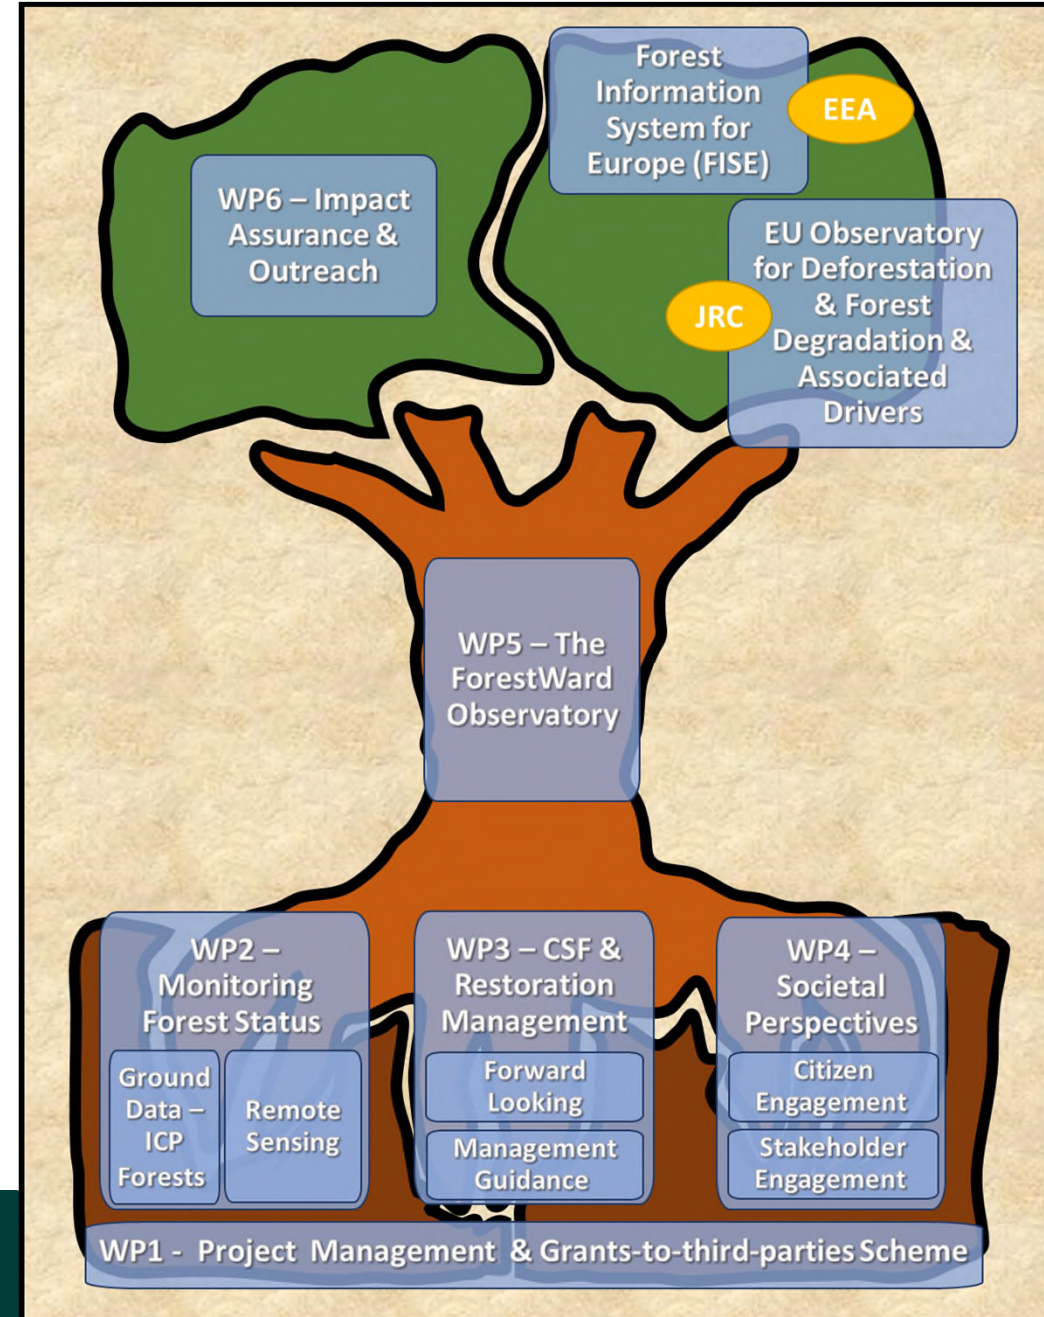 Forest
Information
System for
Europe (FISE)
EEA
WP6 – Impact
Assurance &
Outreach
EU Observatory
for Deforestation
& Forest
Degradation &
Associated
Drivers
JRC
WP5 – The
ForestWard
Observatory
WP2 –
Monitoring
Forest Status
Ground
Data –
ICP
Forests
Remote
Sensing
WP3 – CSF &
Restoration
Management
Forward
Looking
Management
Guidance
WP4 –
Societal
Perspectives
Citizen
Engagement
Stakeholder
Engagement
WP1 - Project Management & Grants-to-third-parties Scheme